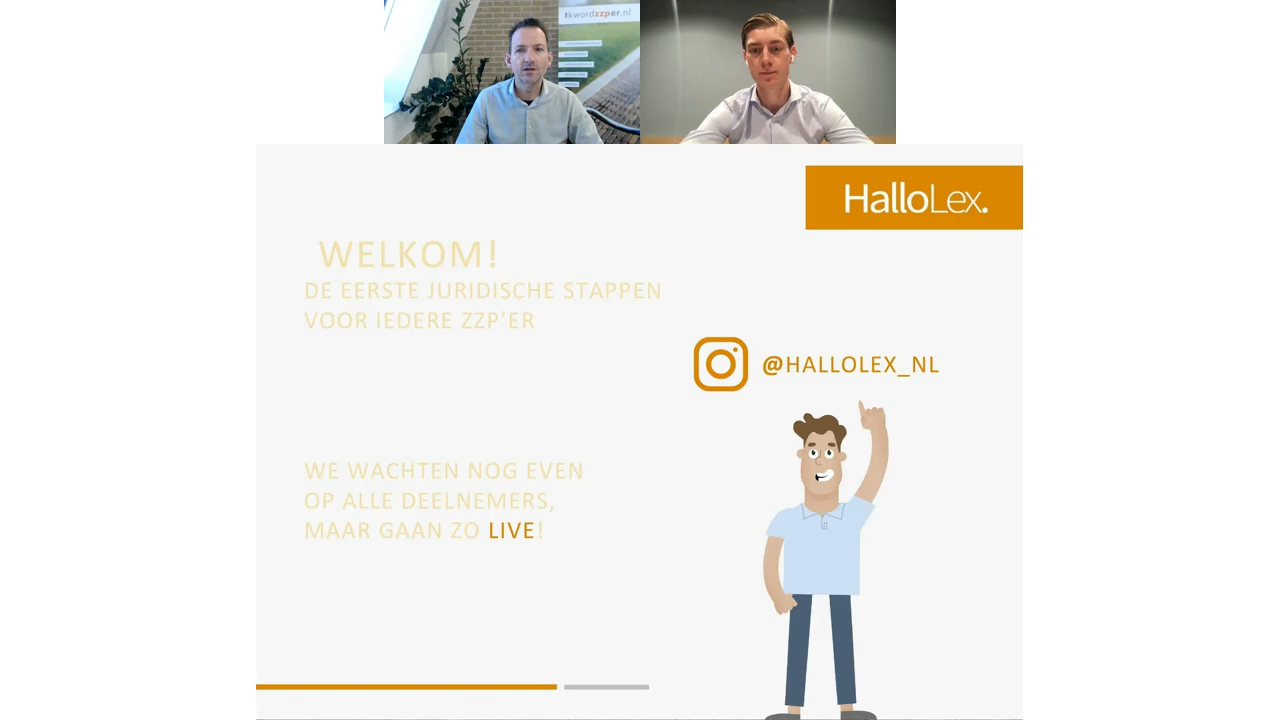 ikwordzzper.nl
HalloLex.
WELKOM!
DE EERSTE JURIDISCHE STAPPEN
VOOR IEDERE ZZP'ER
@HALLOLEX_NL
WE WACHTEN NOG EVEN
OP ALLE DEELNEMERS,
MAAR GAAN ZO LIVE!